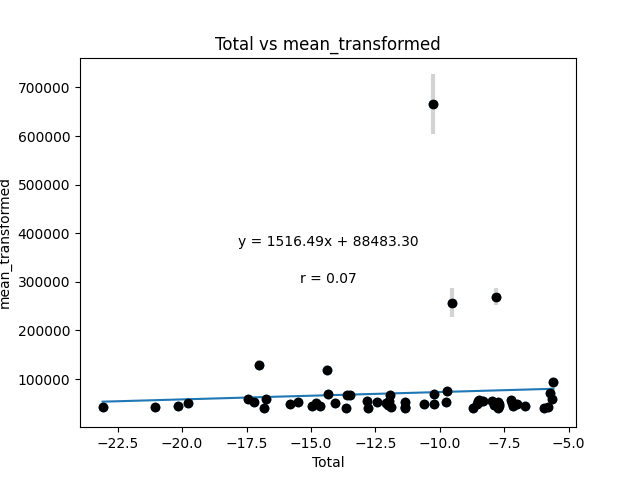 Total vs mean_transformed
700000
600000
500000
400000
300000
200000
100000
mean_transformed
y = 1516.49x + 88483.30
r = 0.07
−22.5 −20.0 −17.5 −15.0 −12.5 −10.0 −7.5 −5.0
Total